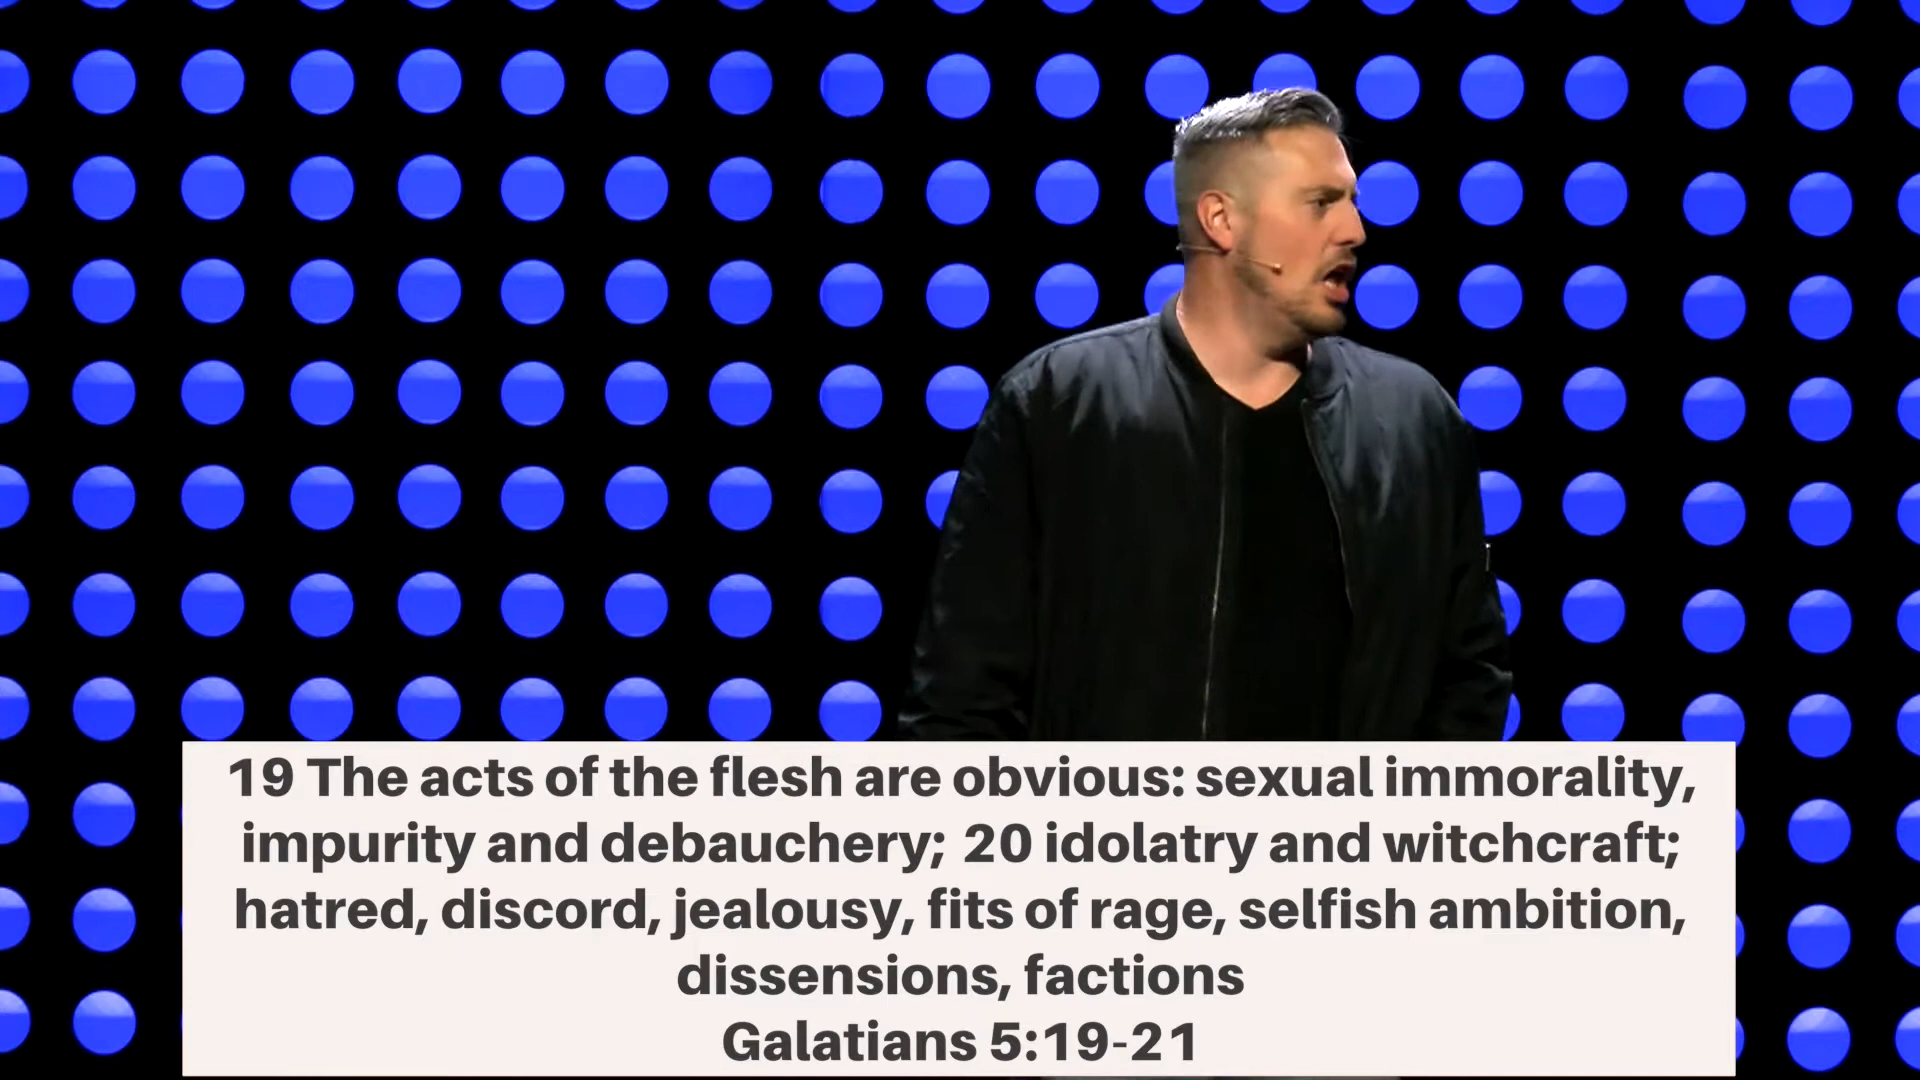 19 The acts of the flesh are obvious: sexual immorality,
impurity and debauchery; 20 idolatry and witchcraft;
hatred, discord, jealousy, fits of rage, selfish ambition,
dissensions, factions
Galatians 5:19-21